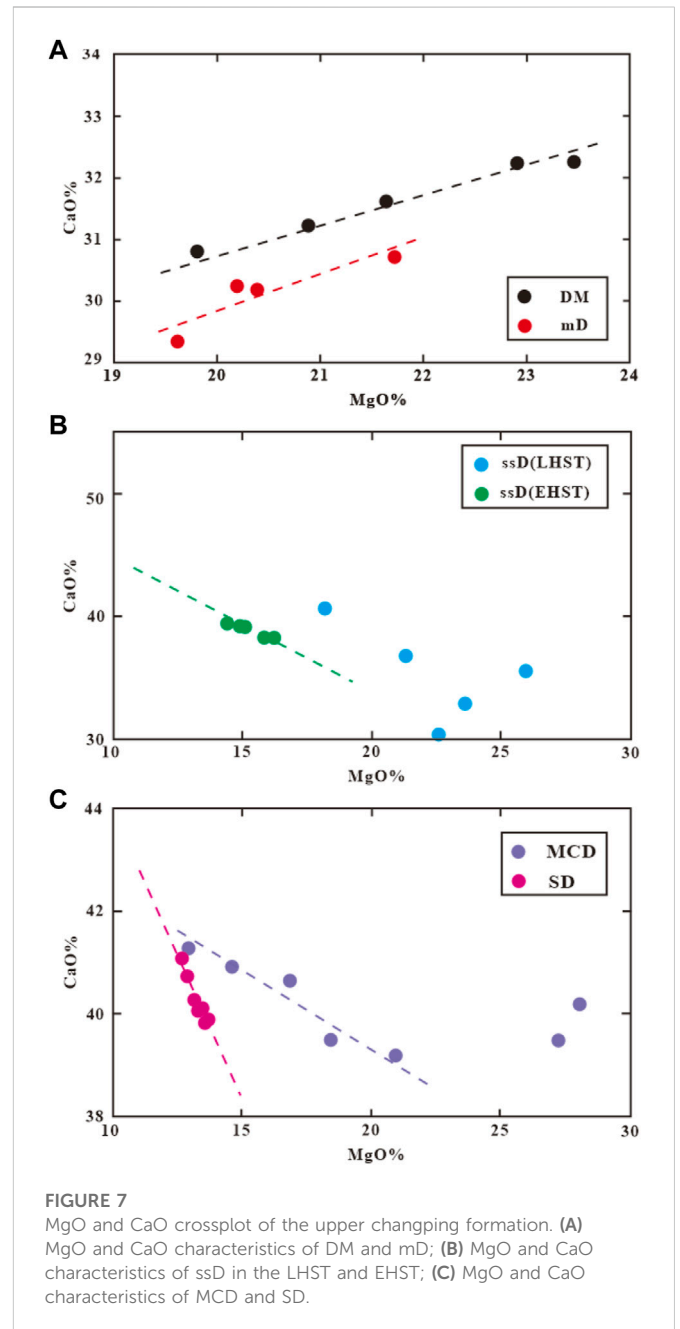 A
34
33
32
31
30
29
CaO%
19 20 21 22 23 24
MgO%
DM
mD
B
50
40
30
CaO%
10 15 20 25 30
MgO%
ssD(LHST)
ssD(EHST)
C
44
42
40
38
CaO%
10 15 20 25 30
MgO%
MCD
SD
FIGURE 7
MgO and CaO crossplot of the upper changping formation. (A)
MgO and CaO characteristics of DM and mD; (B) MgO and CaO
characteristics of ssD in the LHST and EHST; (C) MgO and CaO
characteristics of MCD and SD.